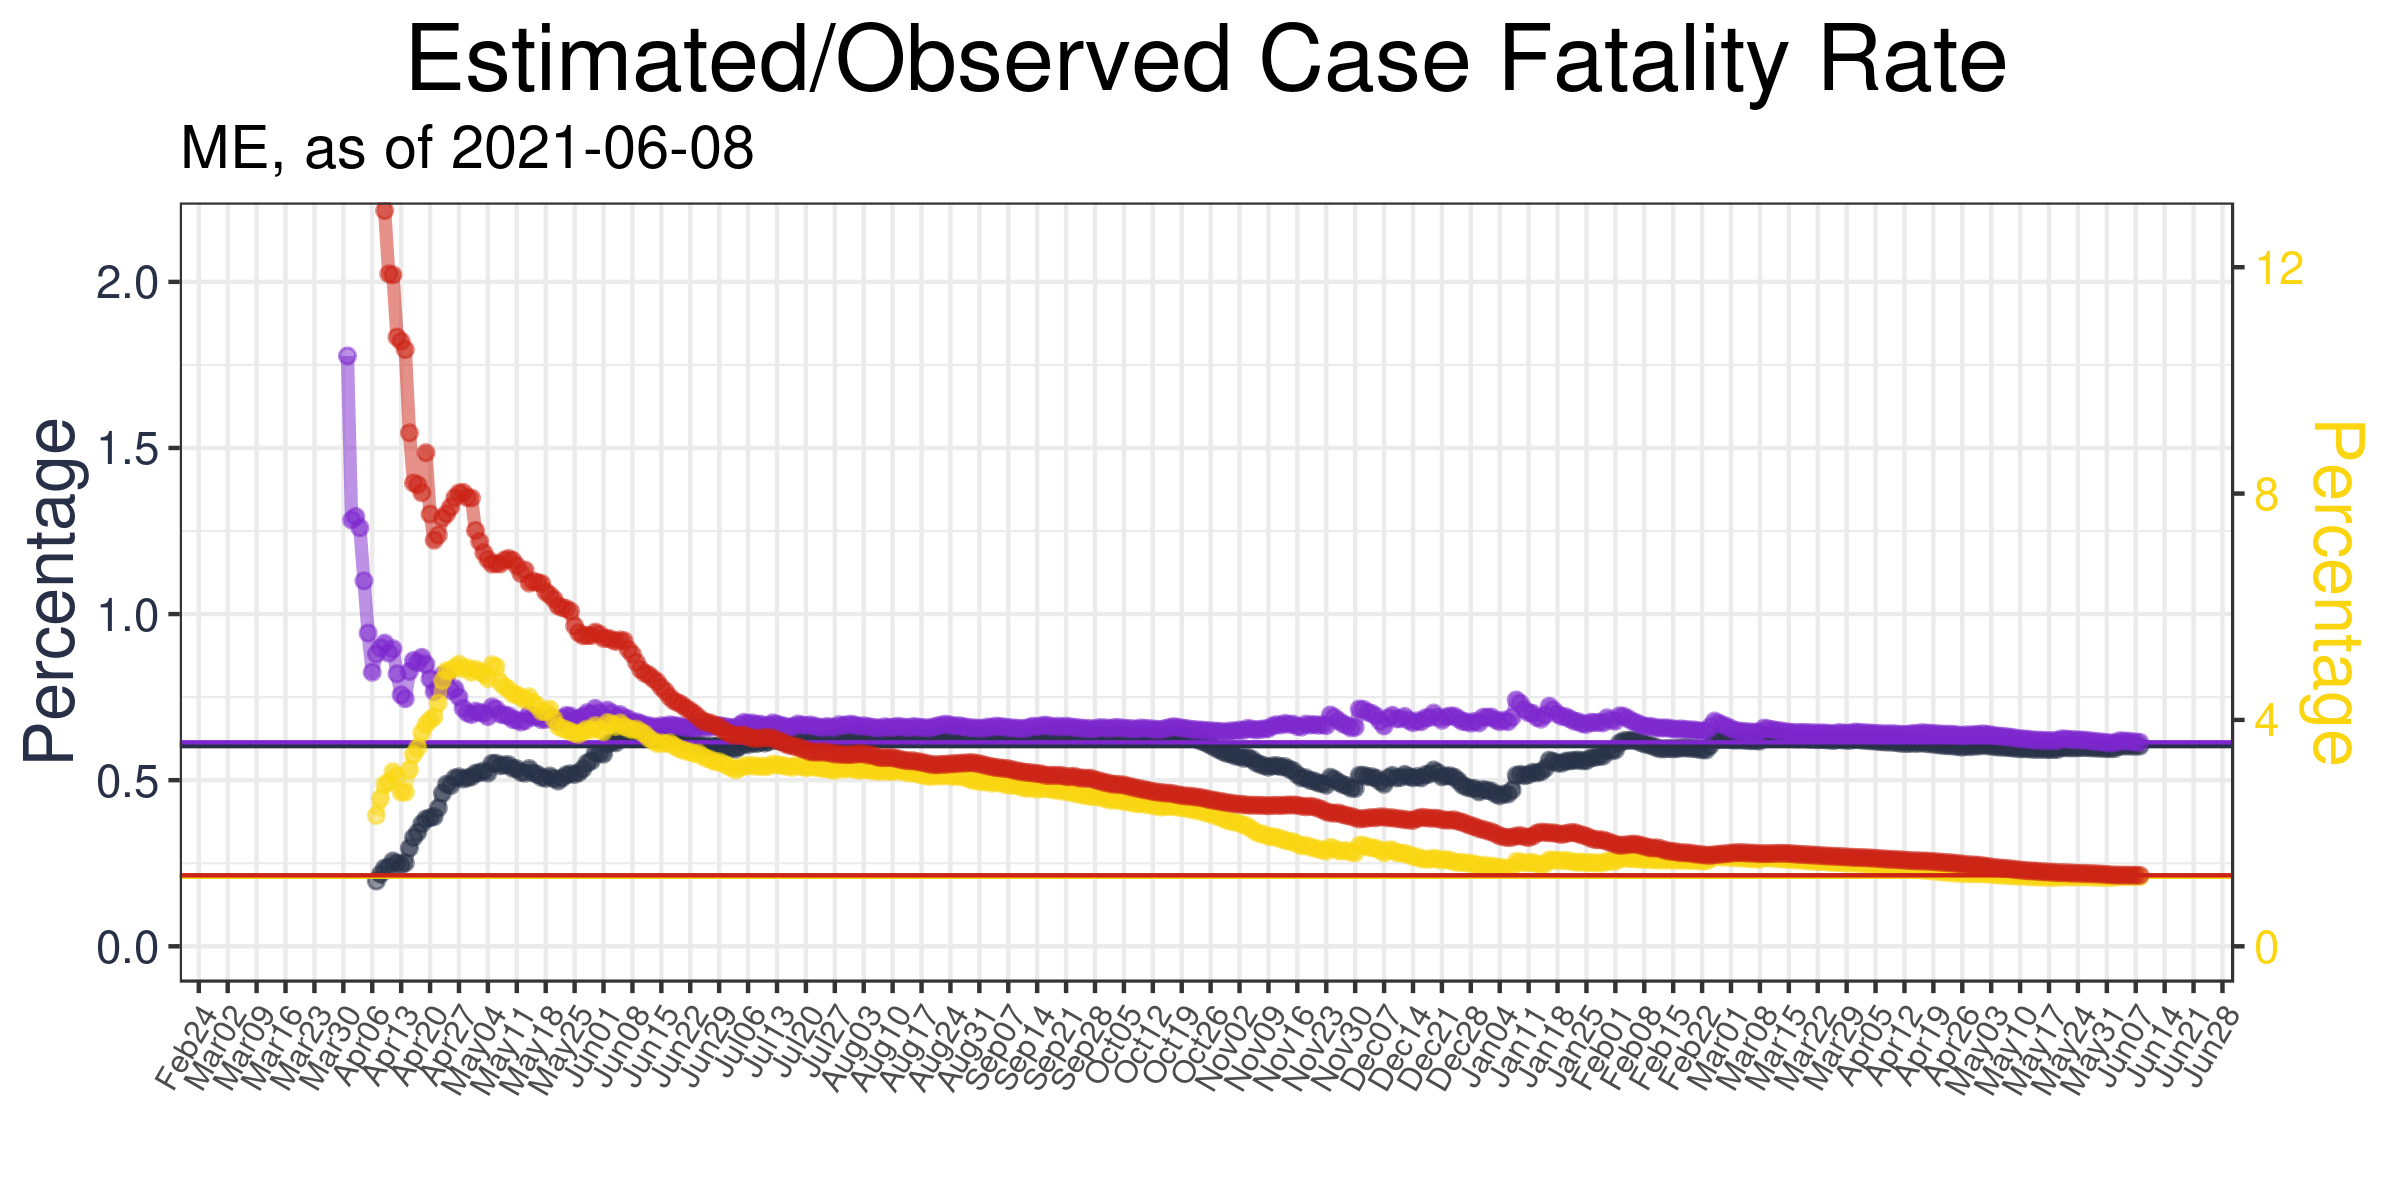 Estimated/Observed Case Fatality Rate
ME, as of 2021-06-08
Percentage
2.0
1.5
1.0
0.5
0.0
12
8
4
0
Percentage
Feb24
Mar02
Mar09
Mar16
Mar23
Mar30
Apr06
Apr13
Apr20
Apr27
May04
May11
May18
May25
Jun01
Jun08
Jun15
Jun22
Jun29
Jul06
Jul13
Jul20
Jul27
Aug03
Aug10
Aug17
Aug24
Aug31
Sep07
Sep14
Sep21
Sep28
Oct05
Oct12
Oct19
Oct26
Nov02
Nov09
Nov16
Nov23
Nov30
Dec07
Dec14
Dec21
Dec28
Jan04
Jan11
Jan18
Jan25
Feb01
Feb08
Feb15
Feb22
Mar01
Mar08
Mar15
Mar22
Mar29
Apr05
Apr12
Apr19
Apr26
May03
May10
May17
May24
May31
Jun07
Jun14
Jun21
Jun28